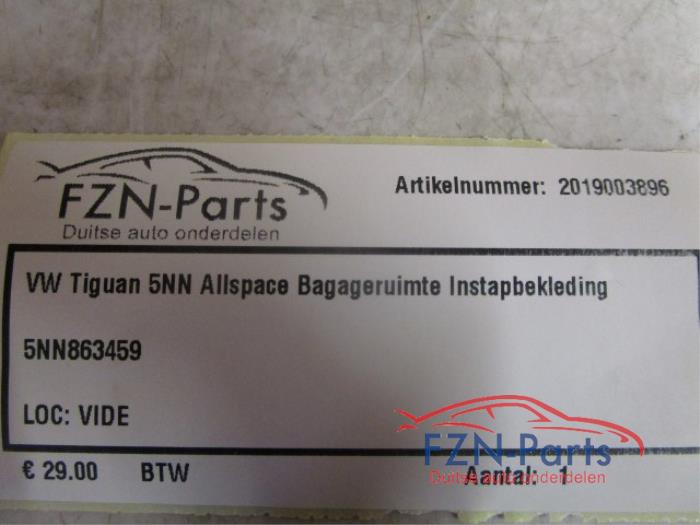 FZN-Parts
Duitse auto onderdelen
Artikelnummer: 2019003896
VW Tiguan 5NN Allspace Bagageruimte Instapbekleding
5NN863459
LOC: VIDE
€ 29.00 BTW Aantal: 1
FZN-Parts
Duitse auto onderdelen